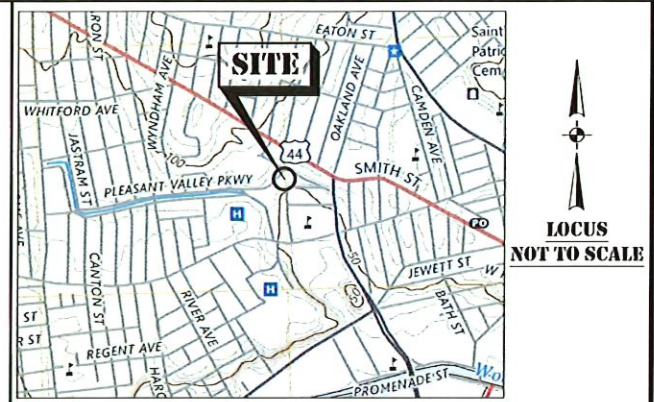 RON ST
EATON ST
Saint
Patric
Cem
WYNDHAM AVE
SITE
OAKLAND AVE
CAMDEN AVE
WHITFORD AVE
JASTRAM ST
100
44
SMITH ST
PLEASANT VALLEY PKWY
H
PO
LOCUS
NOT TO SCALE
50
CANTON ST
RIVER AVE
H
JEWETT ST
BATH ST
ST
R ST
REGENT AVE
HARO
PROMENADE ST
Wo